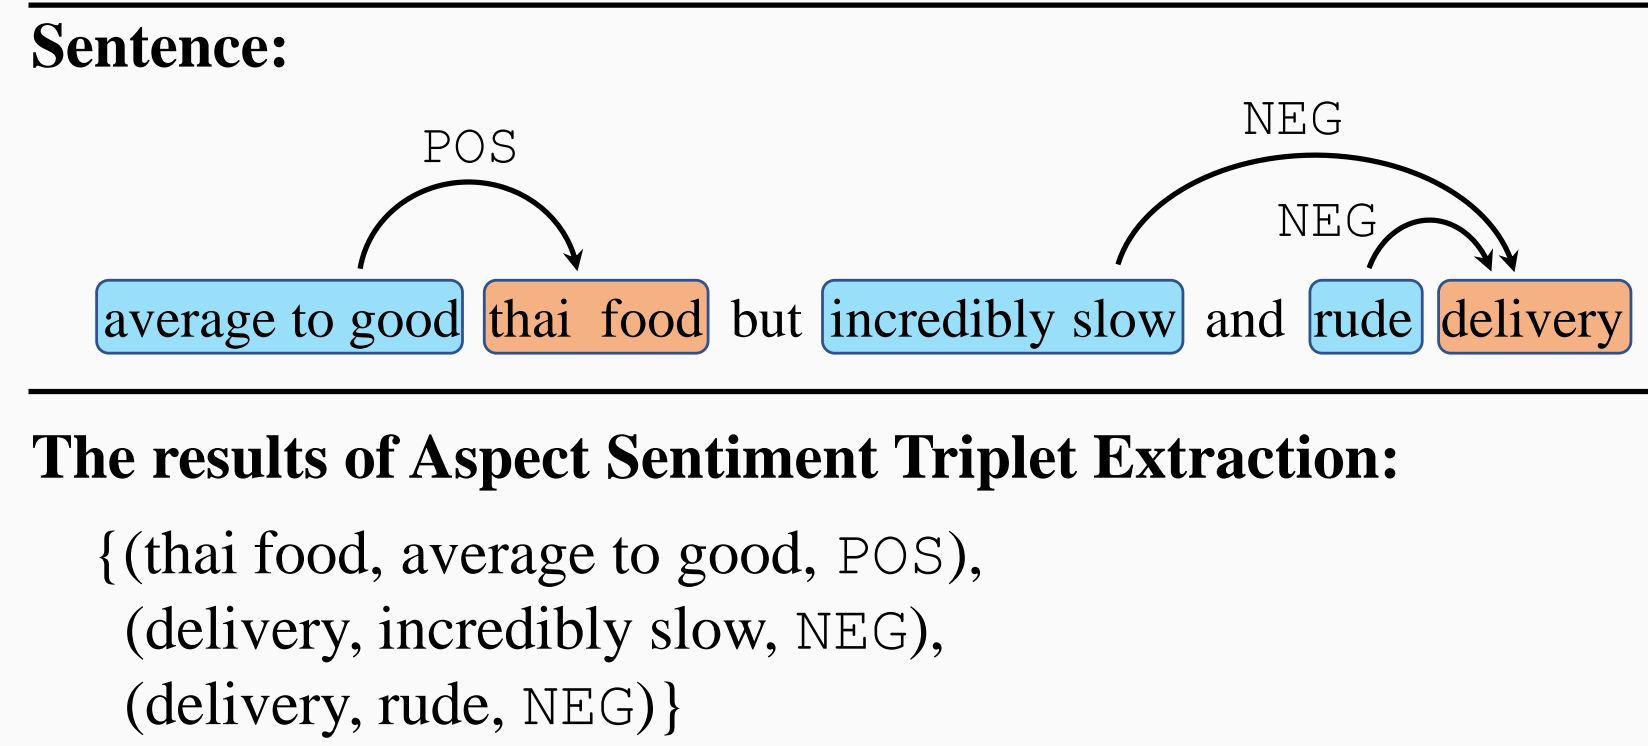 Sentence:
NEG
POS
NEG
average to good thai food but incredibly slow and rude delivery
The results of Aspect Sentiment Triplet Extraction:
{(thai food, average to good, POS),
(delivery, incredibly slow, NEG),
(delivery, rude, NEG)}